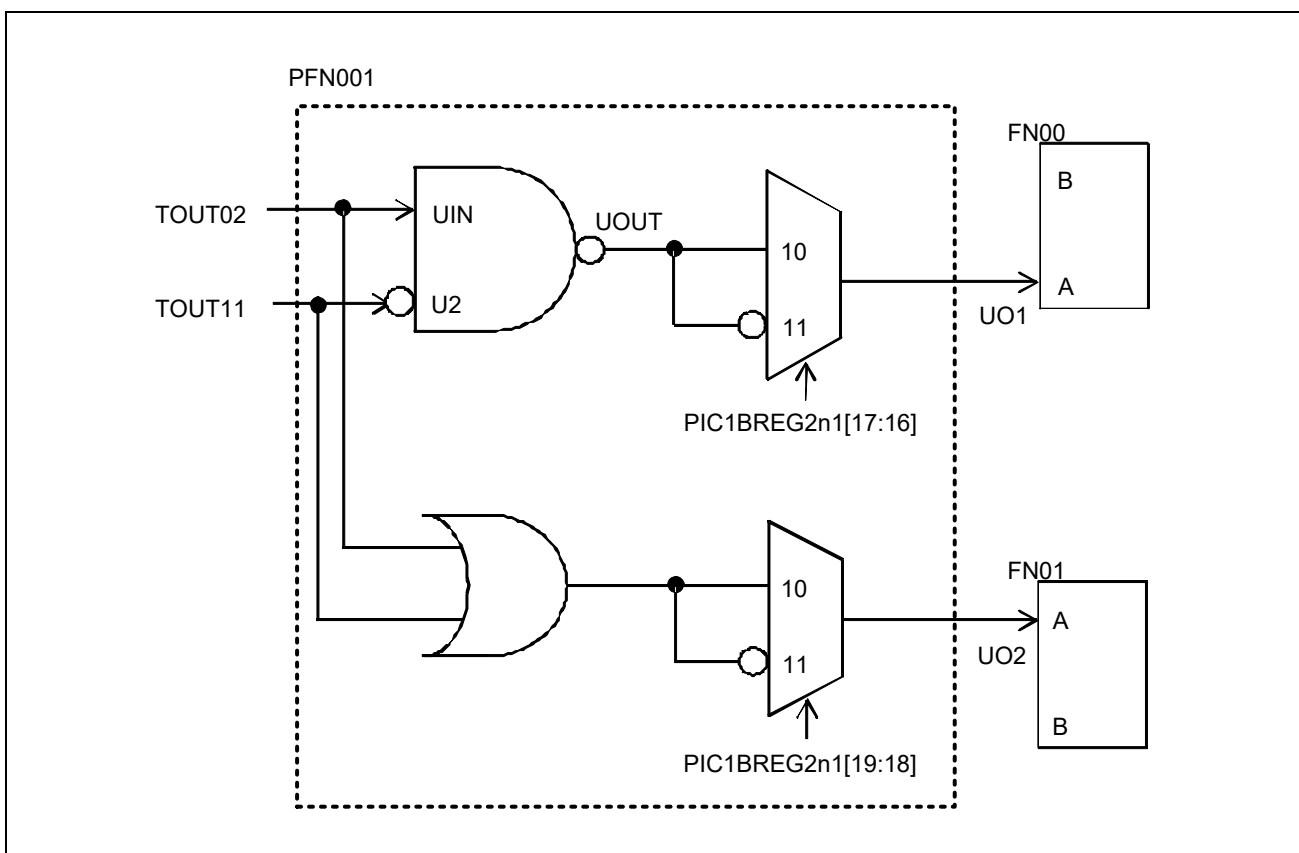 PFN001
FN00
B
TOUT02
UIN
UOUT
10
A
TOUT11
U2
UO1
11
PIC1BREG2n1[17:16]
FN01
10
A
UO2
11
B
PIC1BREG2n1[19:18]